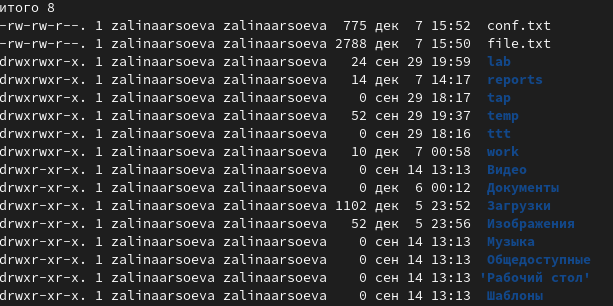 итого 8
-rw-rw-r--. 1 zalinaarsoeva zalinaarsoeva  775 дек  7 15:52  conf.txt
-rw-rw-r--. 1 zalinaarsoeva zalinaarsoeva 2788 дек  7 15:50  file.txt
drwxrwxr-x. 1 zalinaarsoeva zalinaarsoeva   24 сен 29 19:59  lab
drwxrwxr-x. 1 zalinaarsoeva zalinaarsoeva   14 дек  7 14:17  reports
drwxrwxr-x. 1 zalinaarsoeva zalinaarsoeva    0 сен 29 18:17  tap
drwxrwxr-x. 1 zalinaarsoeva zalinaarsoeva   52 сен 29 19:37  temp
drwxrwxr-x. 1 zalinaarsoeva zalinaarsoeva    0 сен 29 18:16  ttt
drwxrwxr-x. 1 zalinaarsoeva zalinaarsoeva   10 дек  7 00:58  work
drwxr-xr-x. 1 zalinaarsoeva zalinaarsoeva    0 сен 14 13:13  Видео
drwxr-xr-x. 1 zalinaarsoeva zalinaarsoeva    0 дек  6 00:12  Документы
drwxr-xr-x. 1 zalinaarsoeva zalinaarsoeva 1102 дек  5 23:52  Загрузки
drwxr-xr-x. 1 zalinaarsoeva zalinaarsoeva   52 дек  5 23:56  Изображения
drwxr-xr-x. 1 zalinaarsoeva zalinaarsoeva    0 сен 14 13:13  Музыка
drwxr-xr-x. 1 zalinaarsoeva zalinaarsoeva    0 сен 14 13:13  Общедоступные
drwxr-xr-x. 1 zalinaarsoeva zalinaarsoeva    0 сен 14 13:13 'Рабочий стол'
drwxr-xr-x. 1 zalinaarsoeva zalinaarsoeva    0 сен 14 13:13  Шаблоны